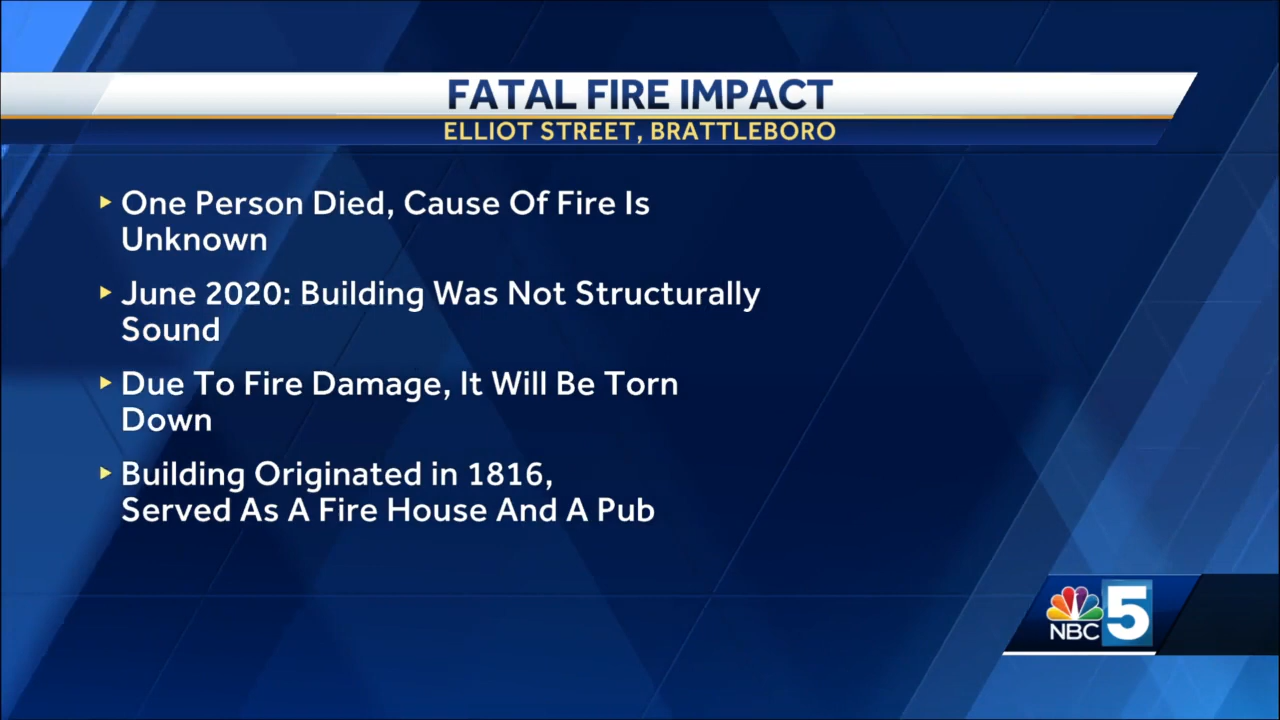 FATAL FIRE IMPACT
ELLIOT STREET, BRATTLEBORO
One Person Died, Cause Of Fire Is
Unknown
June 2020: Building Was Not Structurally
Sound
Due To Fire Damage, It Will Be Torn
Down
Building Originated in 1816,
Served As A Fire House And A Pub
NBC 5